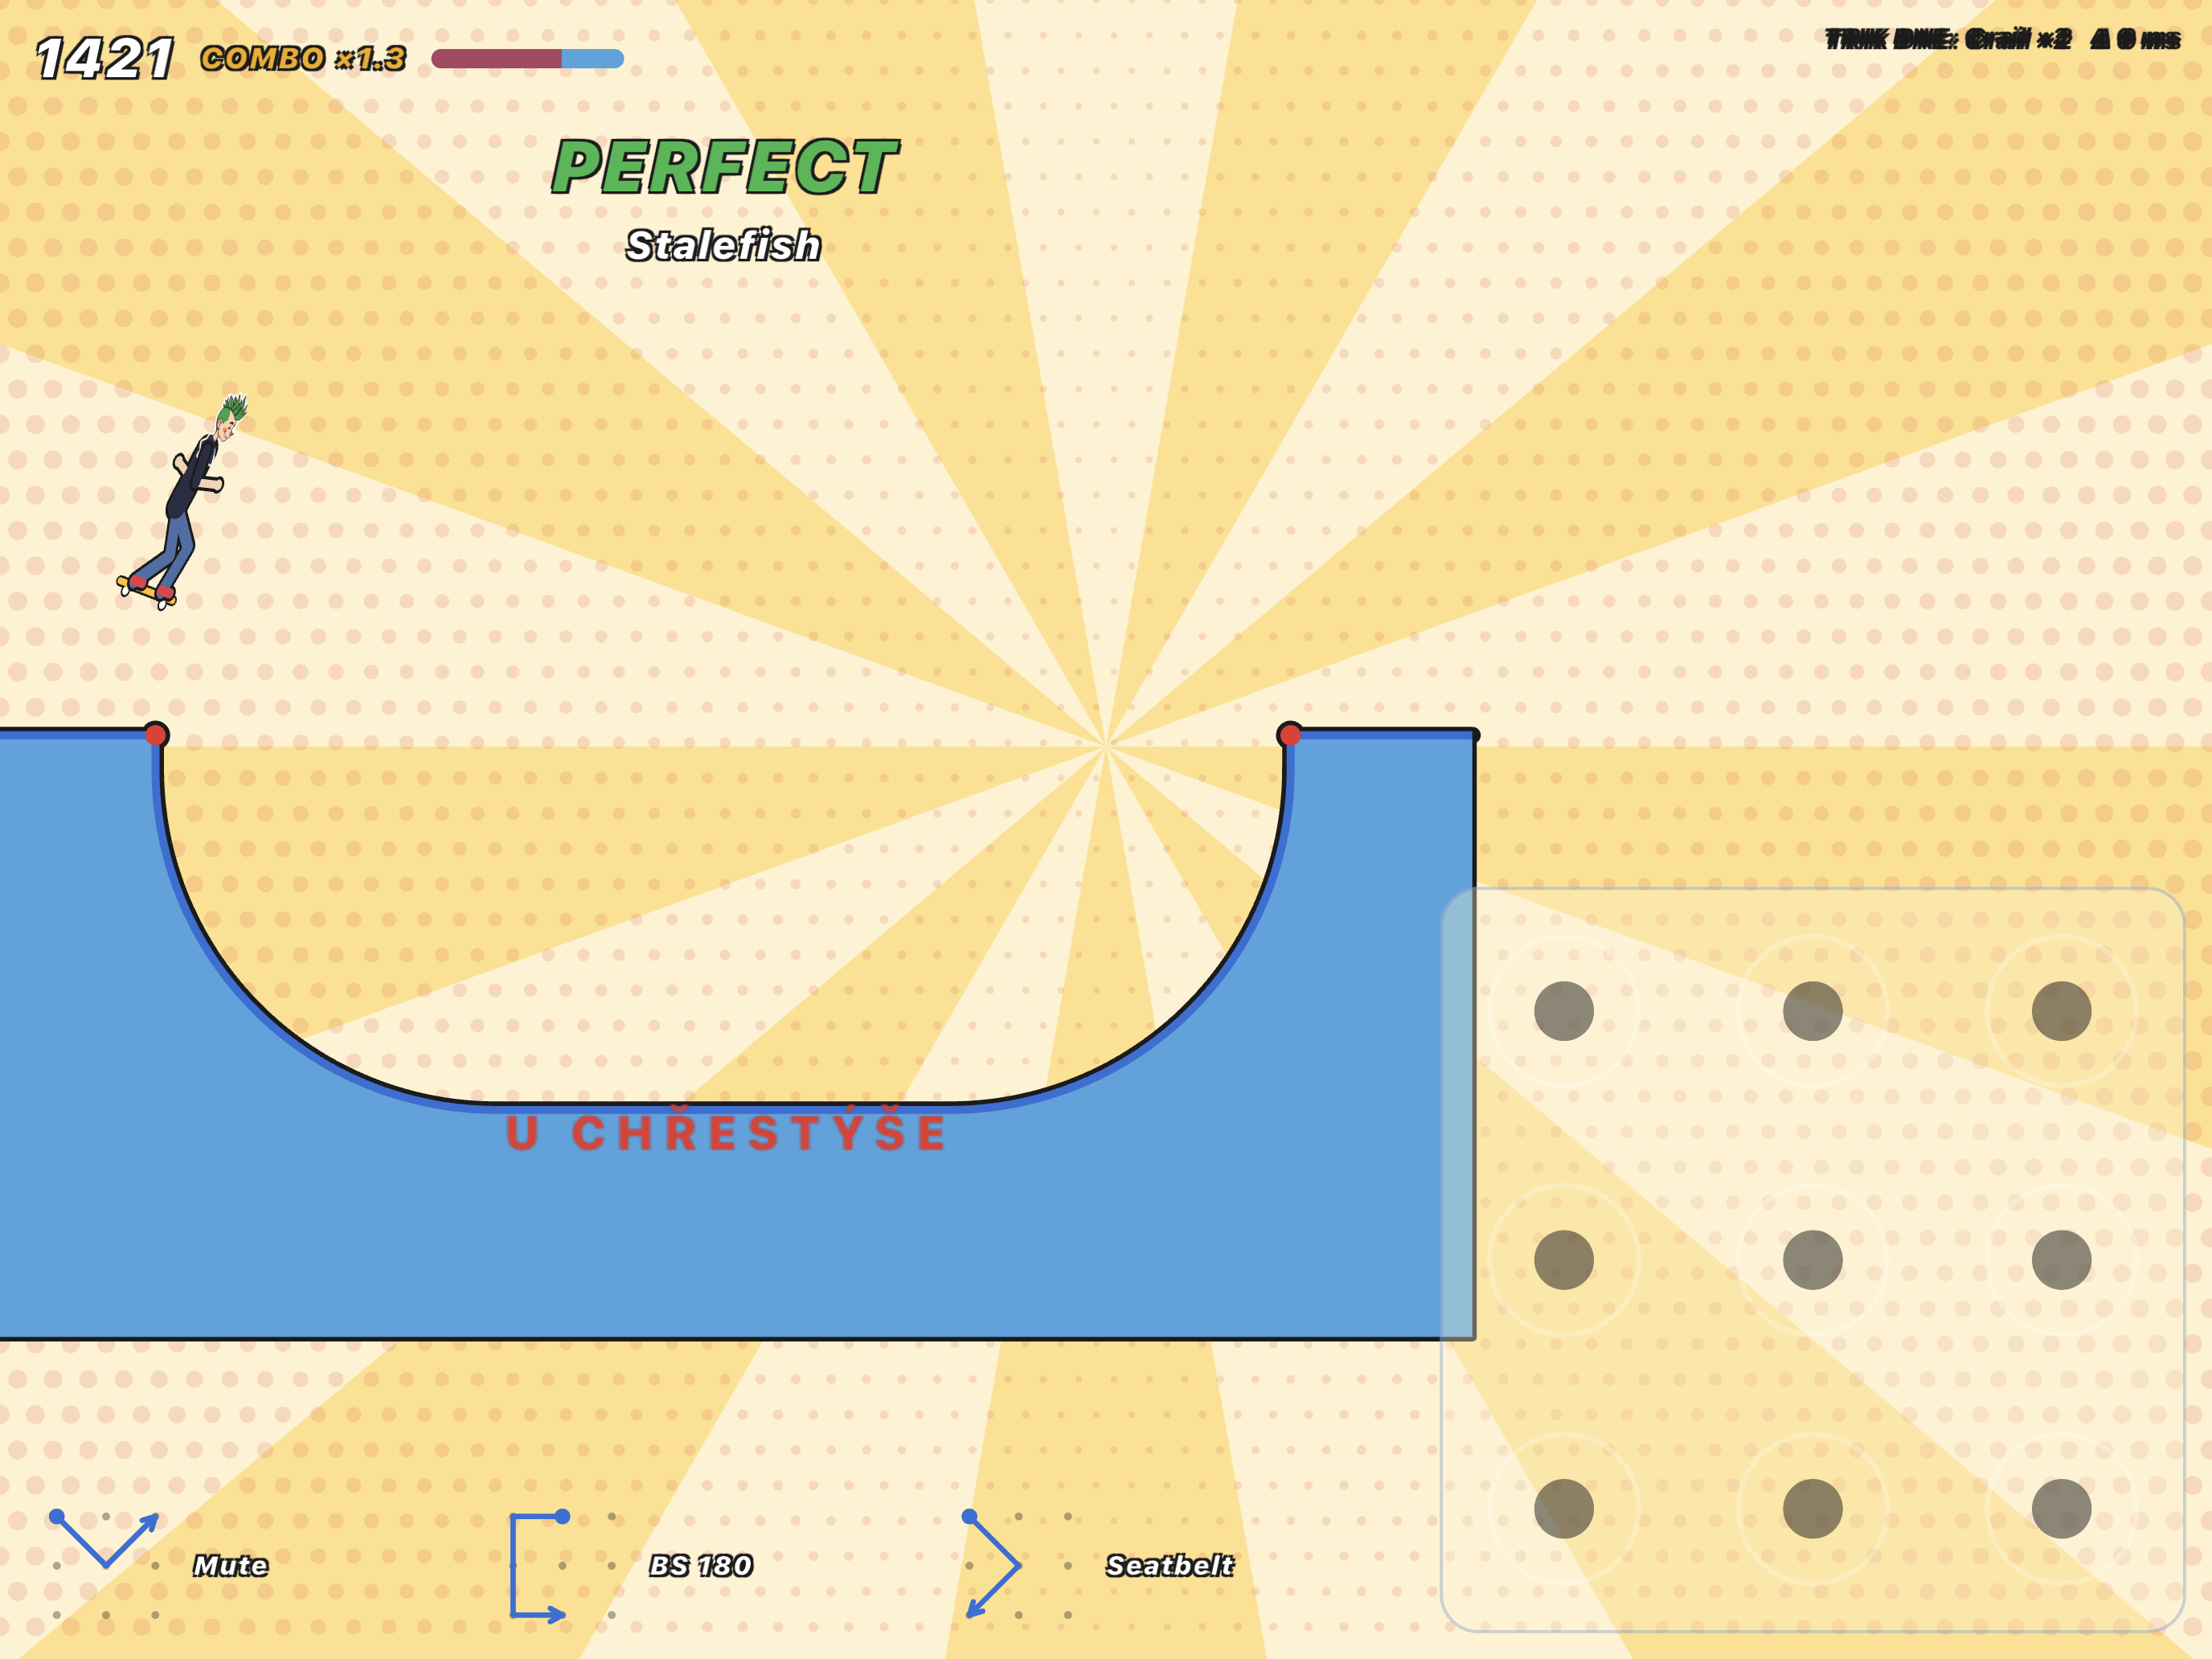 1421 COMBO ×1.3
PERFECT
Stalefish
U CHŘESTÝŠE
Mute
BS 180
Seatbelt